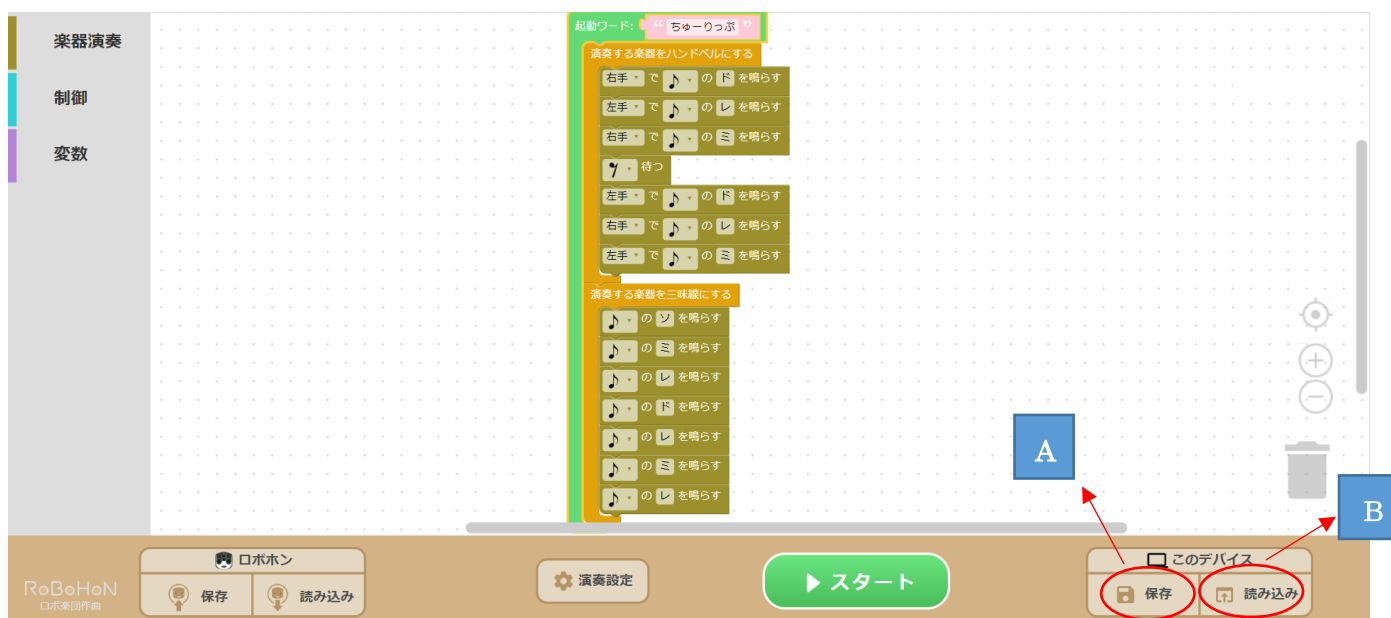 楽器演奏
制御
変数
起動ワード: “ ちゅーりっぷ ”
演奏する楽器をハンドベルにする
右手 で ♪ の ド を鳴らす
左手 で ♪ の レ を鳴らす
右手 で ♪ の ミ を鳴らす
待つ
左手 で ♪ の ド を鳴らす
右手 で ♪ の レ を鳴らす
左手 で ♪ の ミ を鳴らす
演奏する楽器を三味線にする
♪ の ソ を鳴らす
♪ の ミ を鳴らす
♪ の レ を鳴らす
♪ の ド を鳴らす
♪ の レ を鳴らす
♪ の ミ を鳴らす
♪ の レ を鳴らす
A
B
RoBoHoN
ロボ楽団作曲
ロボホン
保存
読み込み
演奏設定
スタート
このデバイス
保存
読み込み